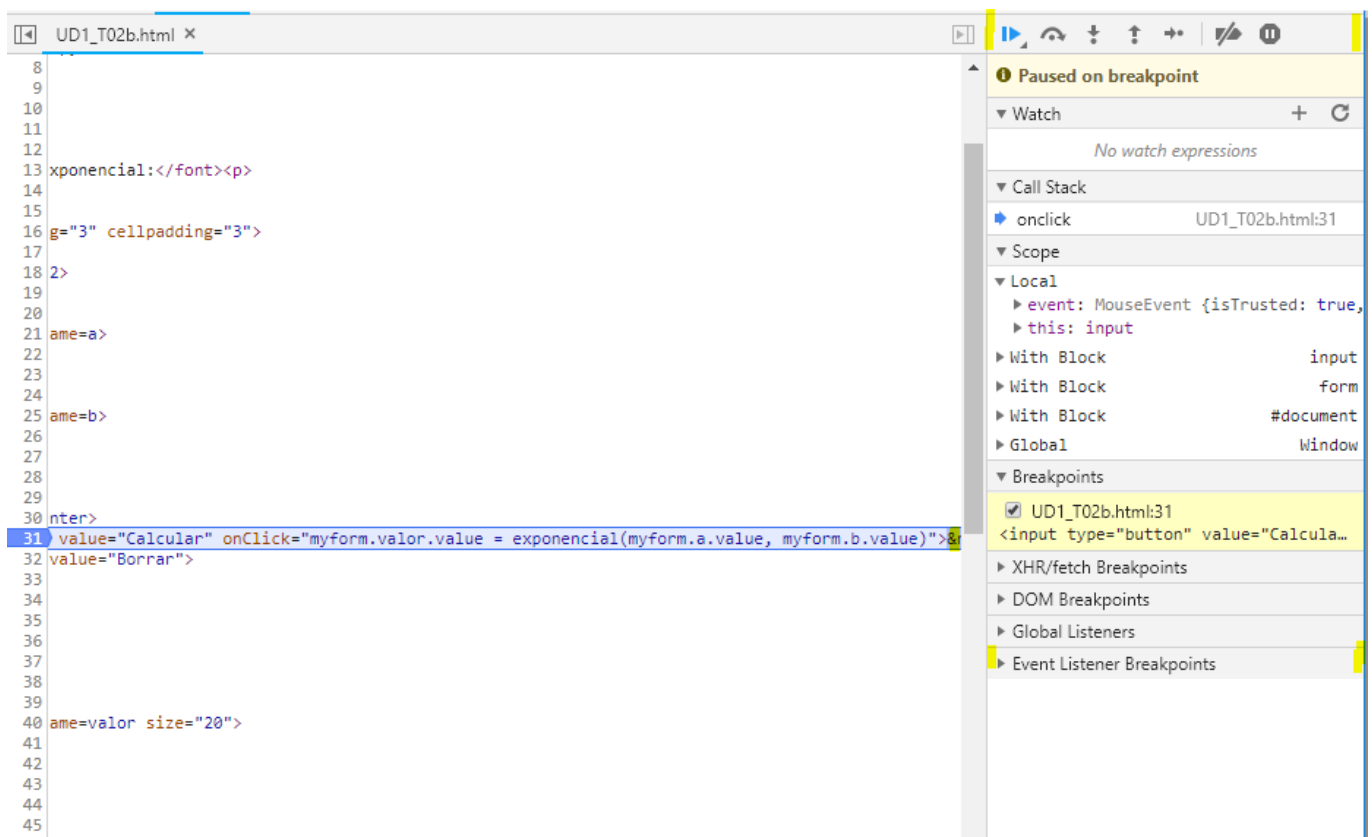 UD1_T02b.html ×
8
9
10
11
12
13 xponencial:</font><p>
14
15
16 g="3" cellpadding="3">
17
18 2>
19
20
21 ame=a>
22
23
24
25 ame=b>
26
27
28
29
30 nter>
31 value="Calcular" onClick="myform.valor.value = exponencial(myform.a.value, myform.b.value)">&
32 value="Borrar">
33
34
35
36
37
38
39
40 ame=valor size="20">
41
42
43
44
45
Paused on breakpoint
Watch
No watch expressions
Call Stack
onclick UD1_T02b.html:31
Scope
Local
event: MouseEvent {isTrusted: true,
this: input
With Block input
With Block form
With Block #document
Global Window
Breakpoints
UD1_T02b.html:31
<input type="button" value="Calcula…
XHR/fetch Breakpoints
DOM Breakpoints
Global Listeners
Event Listener Breakpoints